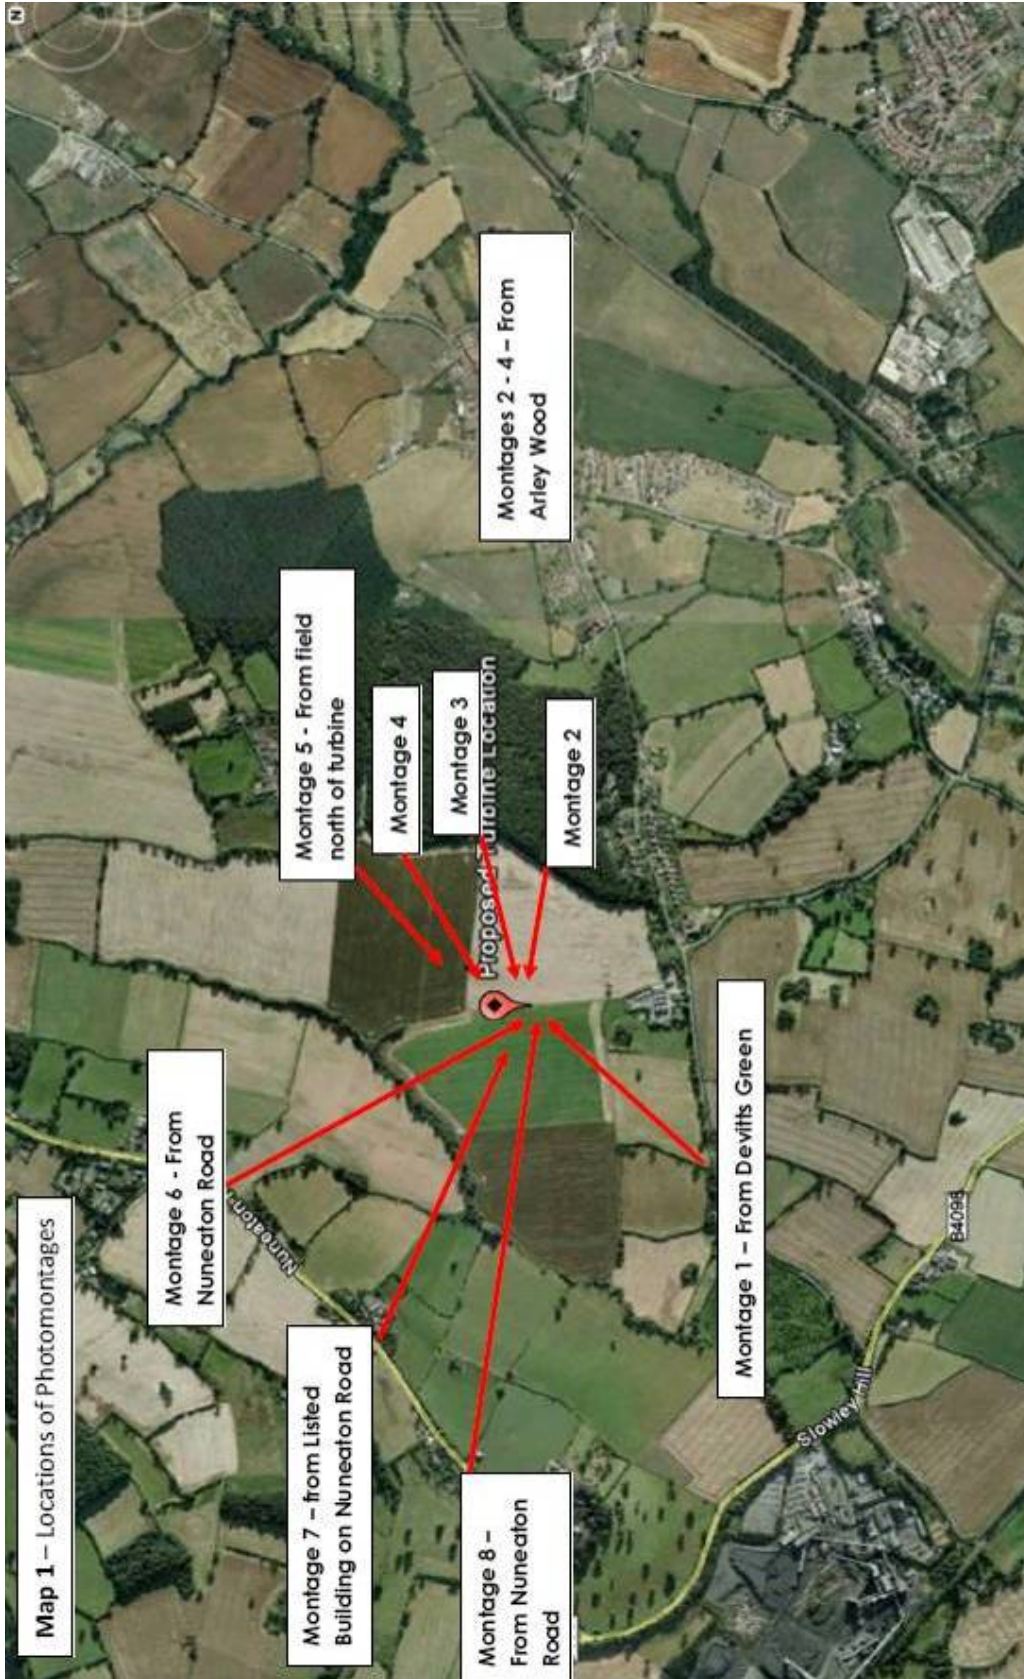 Map 1 – Locations of Photomontages
Montage 6 - From
Nuneaton Road
Montage 7 – from Listed
Building on Nuneaton Road
Montage 8 –
From Nuneaton
Road
Montage 5 - From field
north of turbine
Montage 4
Montage 3
Montage 2
Montages 2 - 4 – From
Arley Wood
Proposed Turbine Location
Montage 1 – From Devitts Green
Nuneaton
Slowley Hill
B4098
N